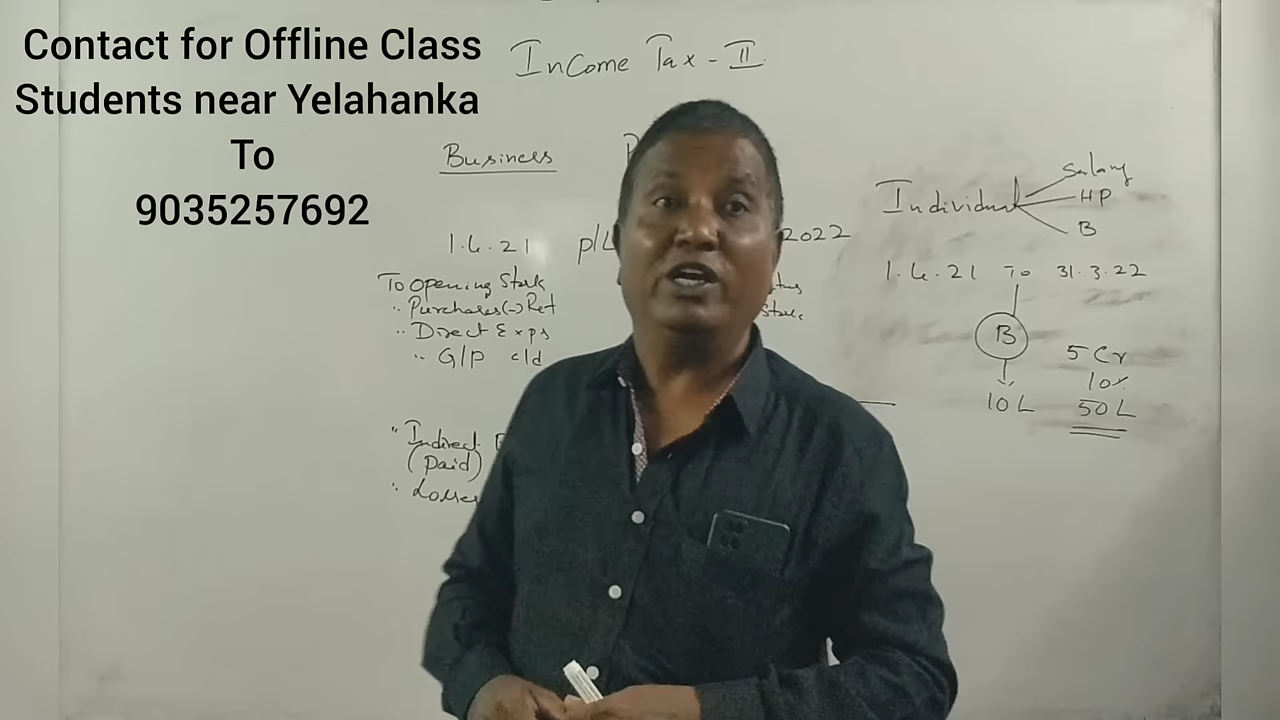 Contact for Offline Class
Students near Yelahanka
To
9035257692
Income Tax - II
Business
1.4.21 p/L 2022
To opening Stock
" Purchases (-) Ret
" Direct Exps
" G/P c/d
" Indirect
(Paid)
" Losses
Individual
Salary
HP
B
1.4.21 To 31.3.22
B
10 L
5 Cr
10%
50 L